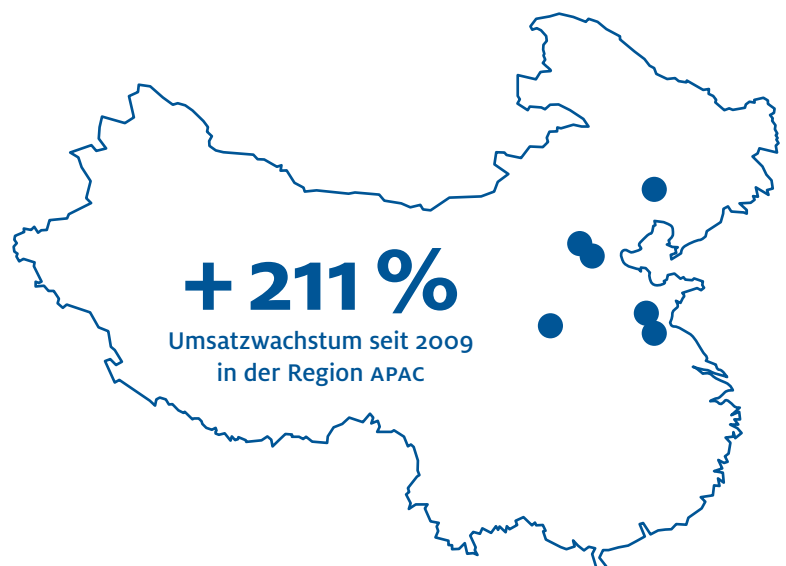 + 211 %
Umsatzwachstum seit 2009
in der Region APAC